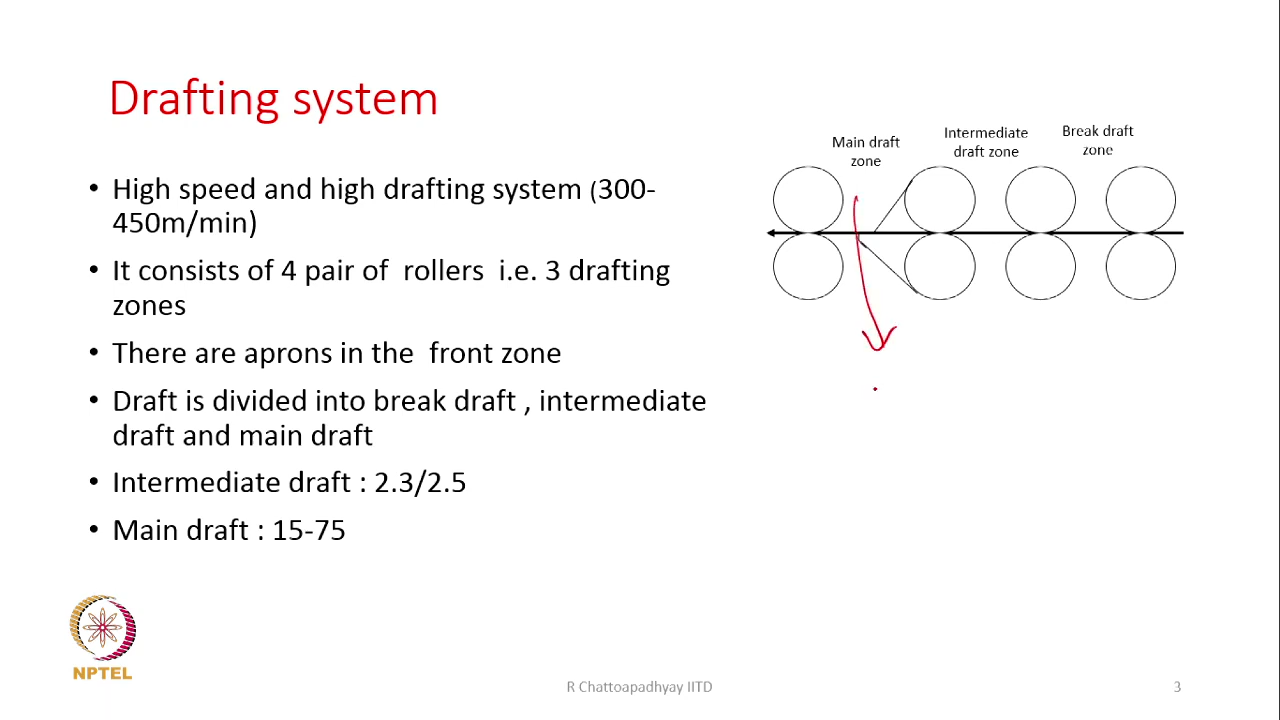 Drafting system
• High speed and high drafting system (300-
450m/min)
• It consists of 4 pair of rollers i.e. 3 drafting
zones
• There are aprons in the front zone
• Draft is divided into break draft , intermediate
draft and main draft
• Intermediate draft : 2.3/2.5
• Main draft : 15-75
Main draft
zone
Intermediate
draft zone
Break draft
zone
NPTEL
R Chattoapadhyay IITD
3